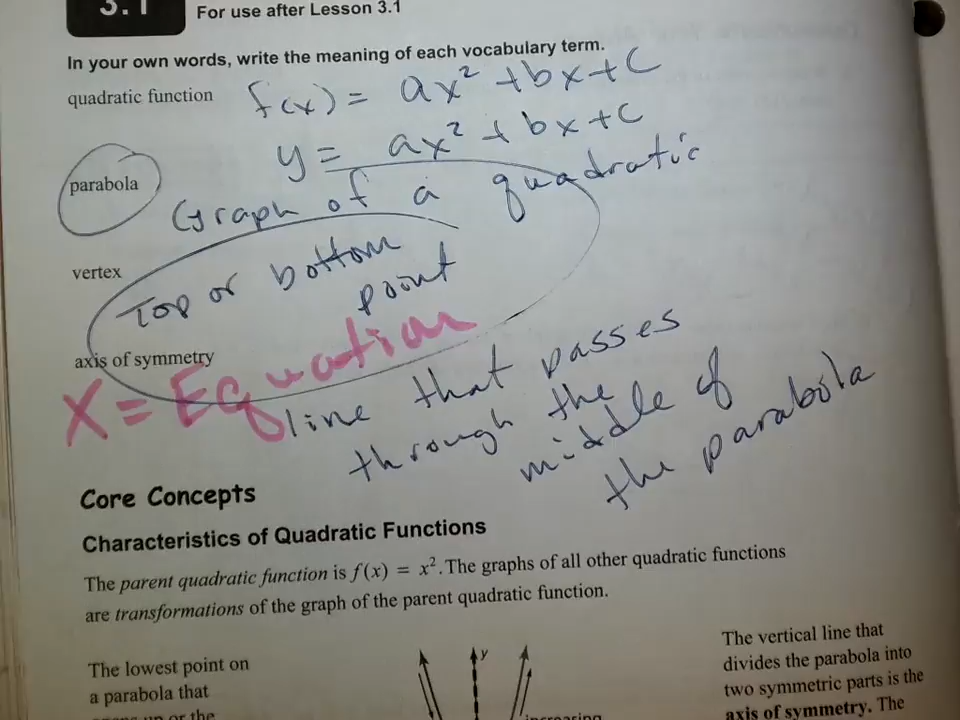 3.1
For use after Lesson 3.1
In your own words, write the meaning of each vocabulary term.
quadratic function f(x) = ax² + bx + c
y = ax² + bx + c
parabola
Graph of a quadratic
vertex
Top or bottom
point
axis of symmetry
X = Equation
line that passes
through the
middle of
the parabola
Core Concepts
Characteristics of Quadratic Functions
The parent quadratic function is f(x) = x². The graphs of all other quadratic functions
are transformations of the graph of the parent quadratic function.
The lowest point on
a parabola that
up or the
y
increasing
The vertical line that
divides the parabola into
two symmetric parts is the
axis of symmetry. The